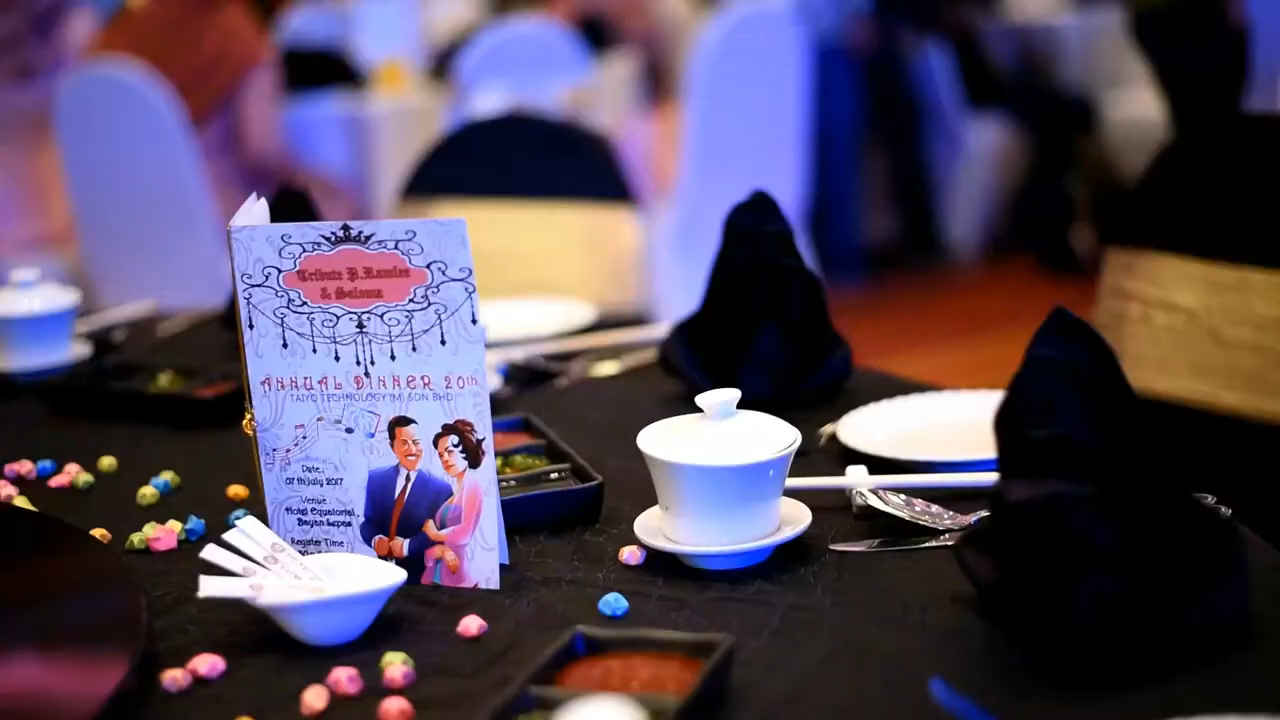 Tribute P.Ramlee
& Saloma
ANNUAL DINNER 20th
TAIYO TECHNOLOGY (M) SDN BHD
Date :
07 th July 2017
Venue :
Hotel Equatorial,
Bayan Lepas
Register Time :